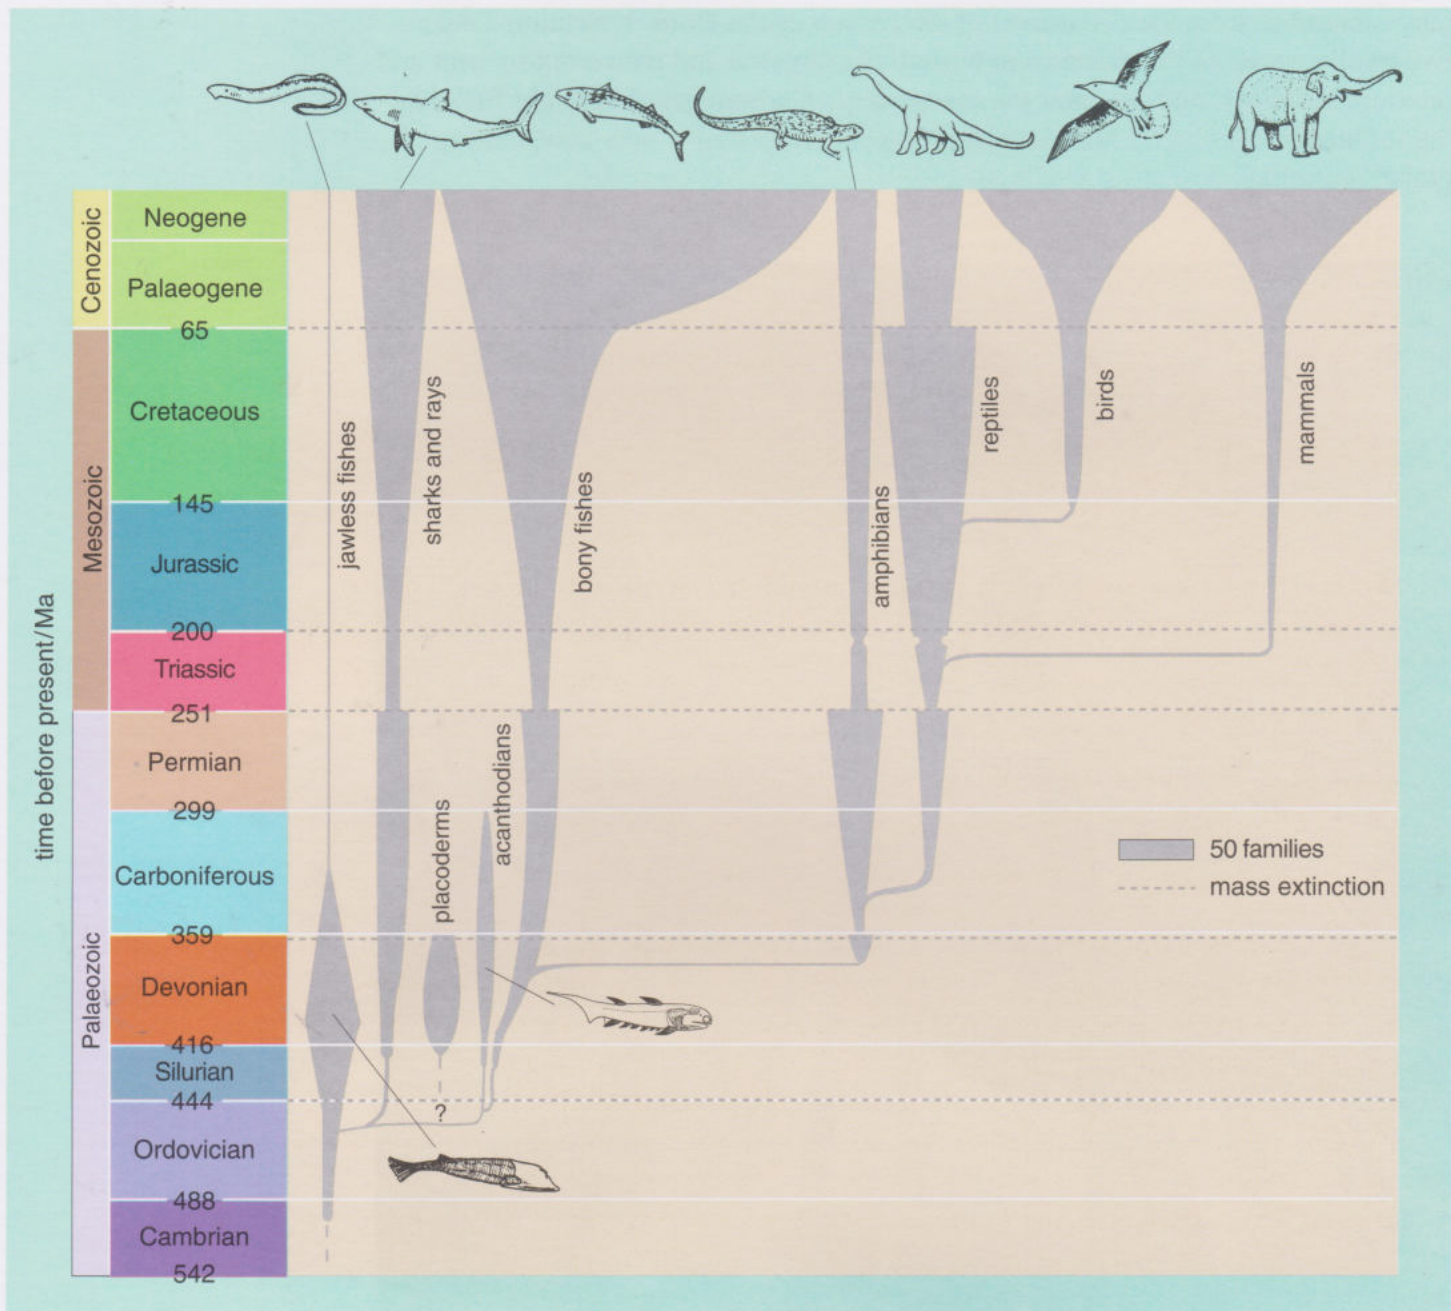 time before present/Ma
Cenozoic
Mesozoic
Palaeozoic
Neogene
Palaeogene
65
Cretaceous
145
Jurassic
200
Triassic
251
Permian
299
Carboniferous
359
Devonian
416
Silurian
444
Ordovician
488
Cambrian
542
jawless fishes
sharks and rays
placoderms
acanthodians
bony fishes
amphibians
reptiles
birds
mammals
?
50 families
mass extinction